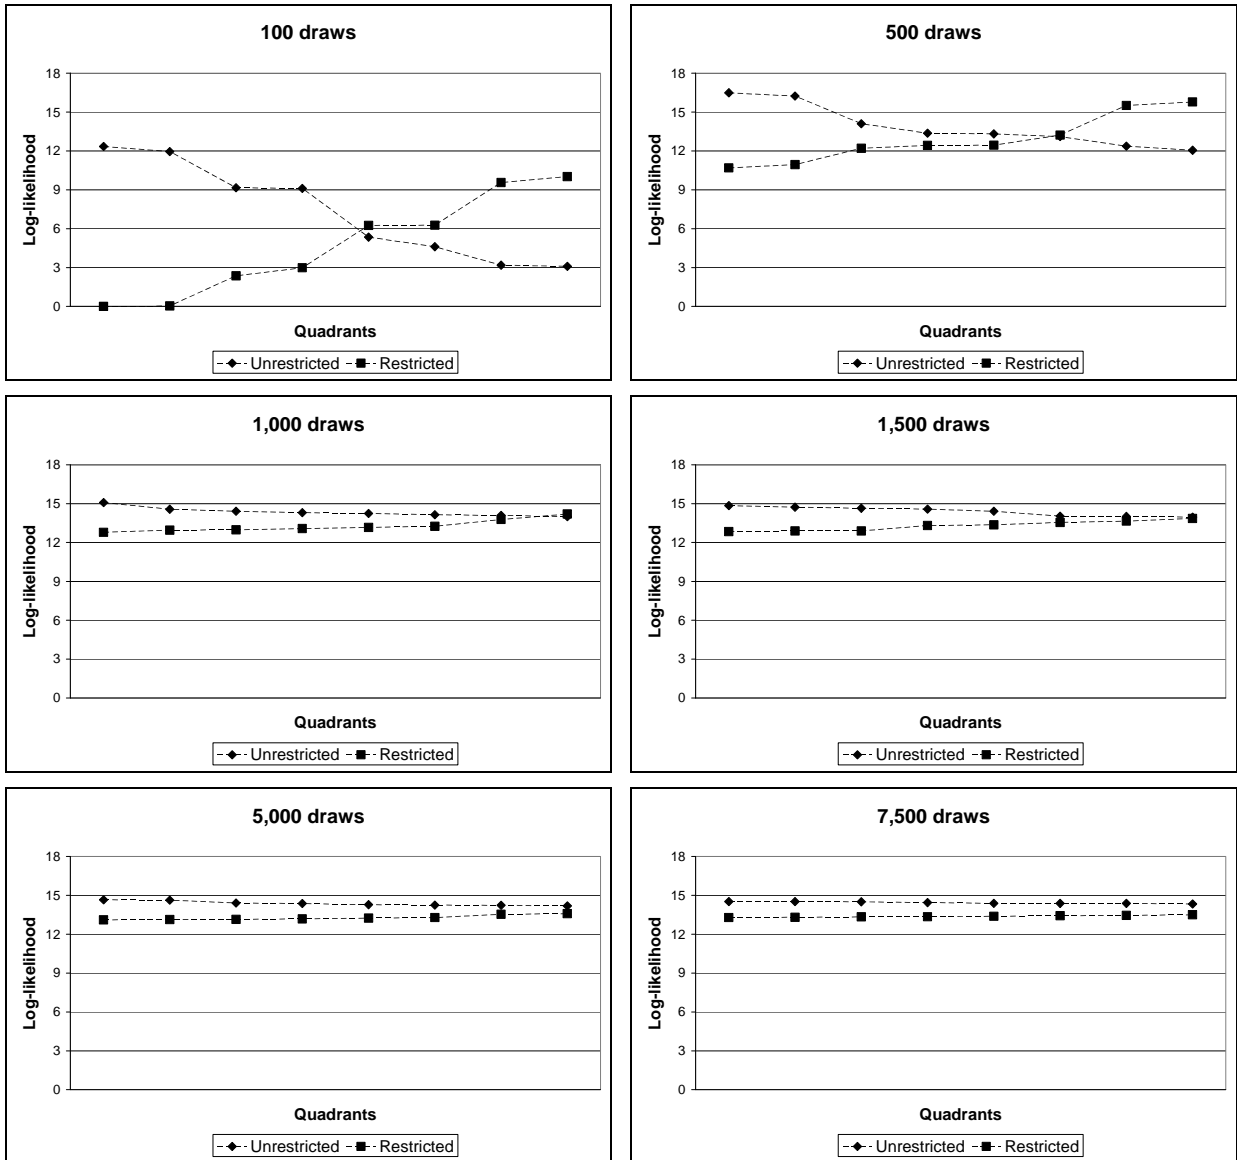 100 draws
18
15
12
9
6
3
0
Log-likelihood
Quadrants
Unrestricted Restricted
500 draws
18
15
12
9
6
3
0
Log-likelihood
Quadrants
Unrestricted Restricted
1,000 draws
18
15
12
9
6
3
0
Log-likelihood
Quadrants
Unrestricted Restricted
1,500 draws
18
15
12
9
6
3
0
Log-likelihood
Quadrants
Unrestricted Restricted
5,000 draws
18
15
12
9
6
3
0
Log-likelihood
Quadrants
Unrestricted Restricted
7,500 draws
18
15
12
9
6
3
0
Log-likelihood
Quadrants
Unrestricted Restricted